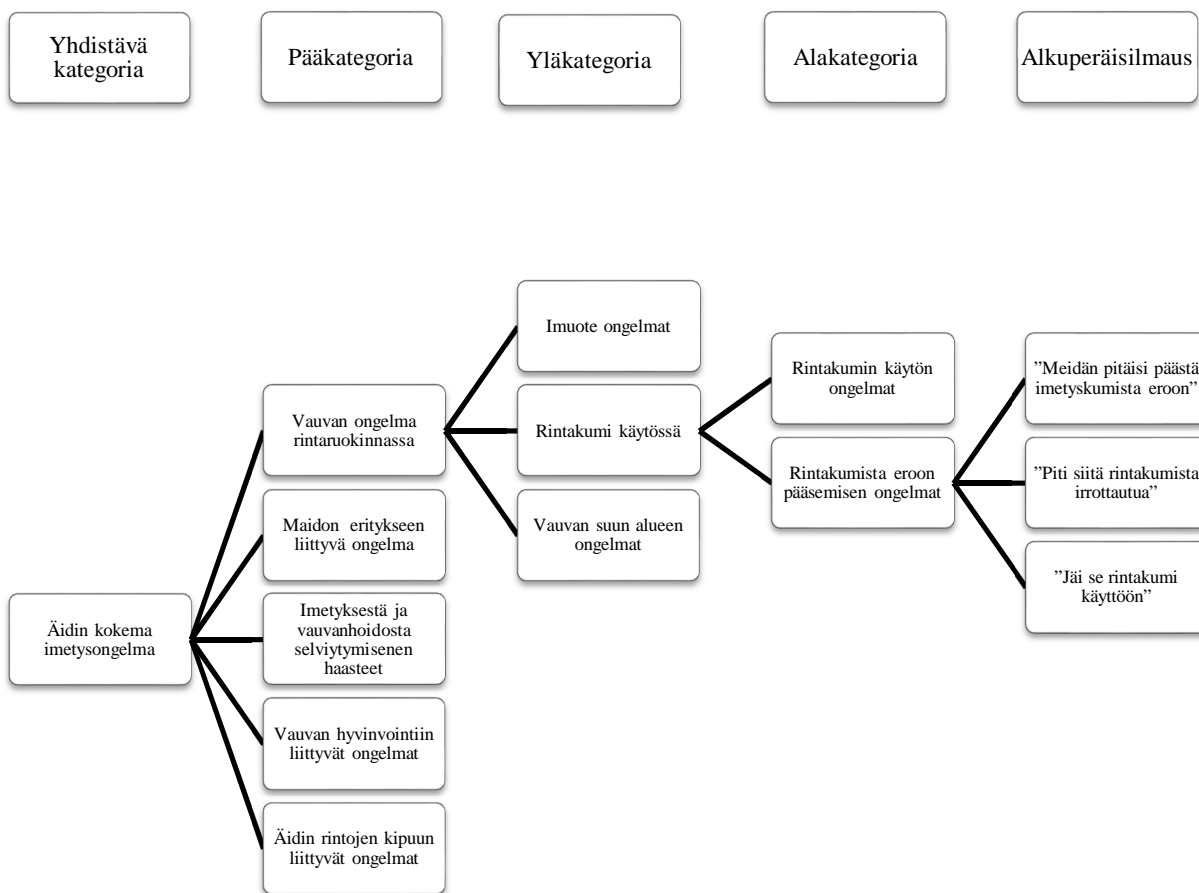 Yhdistävä
kategoria
Pääkategoria
Yläkategoria
Alakategoria
Alkuperäisilmaus
Äidin kokema
imetysongelma
Vauvan ongelma
rintaruokinnassa
Maidon eritykseen
liittyvä ongelma
Imetyksestä ja
vauvanhoidosta
selviytymisenen
haasteet
Vauvan hyvinvointiin
liittyvät ongelmat
Äidin rintojen kipuun
liittyvät ongelmat
Imuote ongelmat
Rintakumi käytössä
Vauvan suun alueen
ongelmat
Rintakumin käytön
ongelmat
Rintakumista eroon
pääsemisen ongelmat
”Meidän pitäisi päästä
imetyskumista eroon”
”Piti siitä rintakumista
irrottautua”
”Jäi se rintakumi
käyttöön”